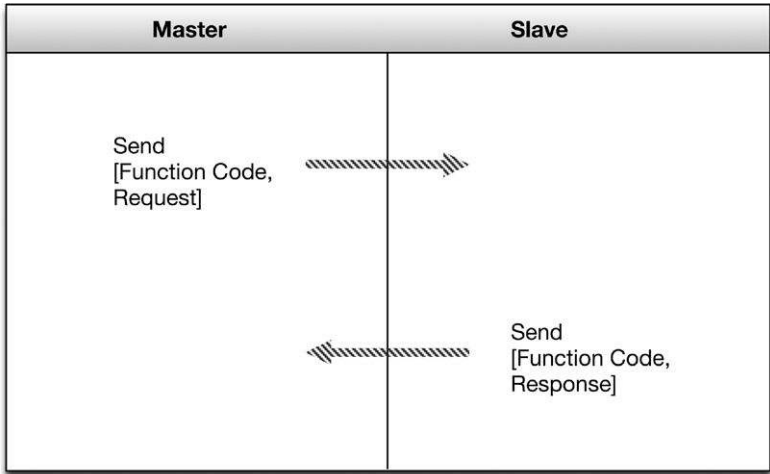 Master
Slave
Send
[Function Code,
Request]
Send
[Function Code,
Response]